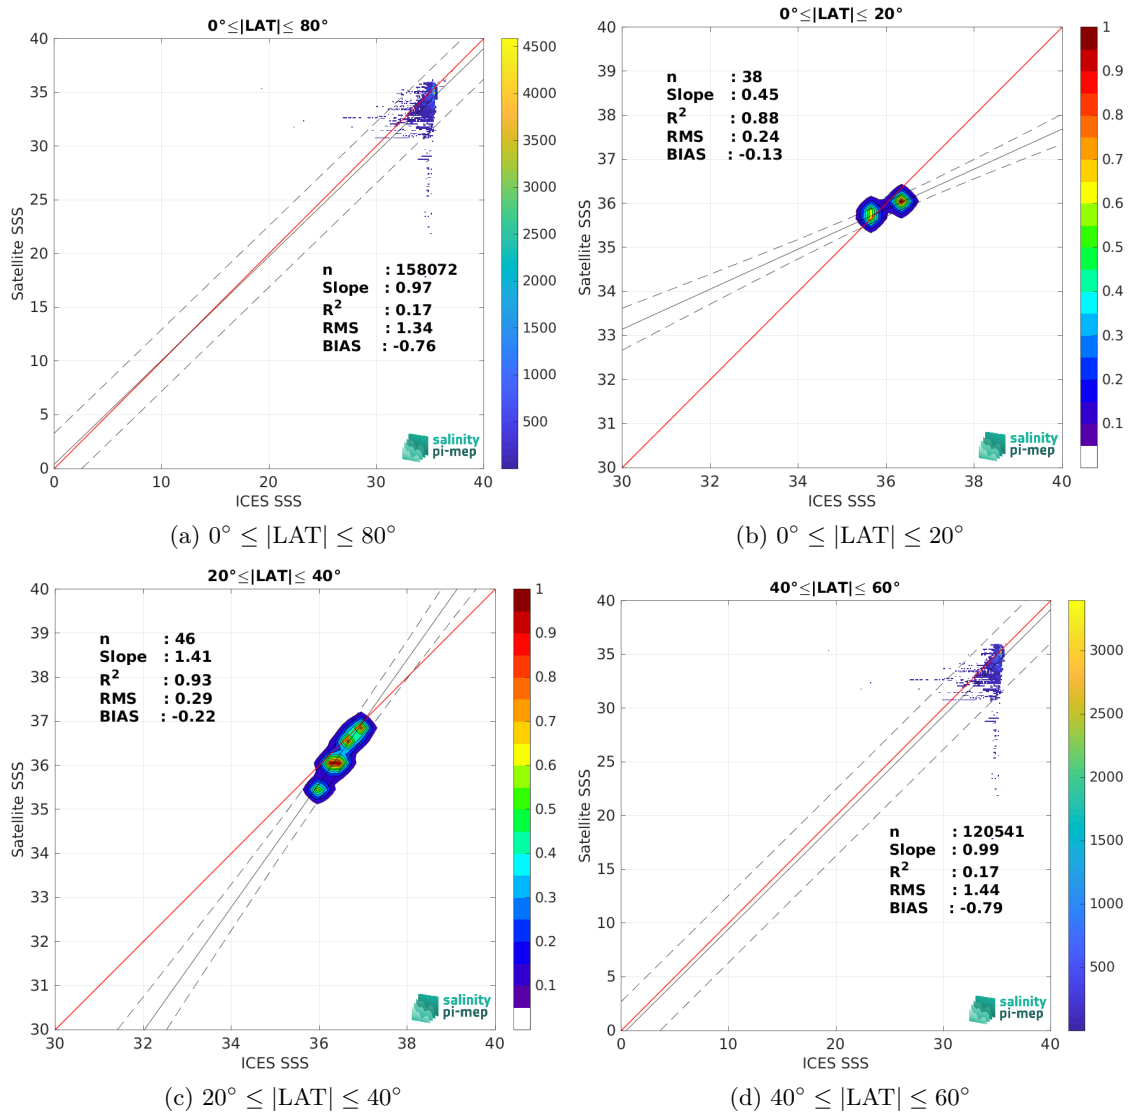 0°≤|LAT|≤ 80°
40
35
30
25
20
15
10
5
0
Satellite SSS
n : 158072
Slope : 0.97
R² : 0.17
RMS : 1.34
BIAS : -0.76
salinity
pi-mep
0 10 20 30 40
ICES SSS
4500
4000
3500
3000
2500
2000
1500
1000
500
(a) 0° ≤ |LAT| ≤ 80°
0°≤|LAT|≤ 20°
40
39
38
37
36
35
34
33
32
31
30
Satellite SSS
n : 38
Slope : 0.45
R² : 0.88
RMS : 0.24
BIAS : -0.13
salinity
pi-mep
30 32 34 36 38 40
ICES SSS
1
0.9
0.8
0.7
0.6
0.5
0.4
0.3
0.2
0.1
(b) 0° ≤ |LAT| ≤ 20°
20°≤|LAT|≤ 40°
40
39
38
37
36
35
34
33
32
31
30
Satellite SSS
n : 46
Slope : 1.41
R² : 0.93
RMS : 0.29
BIAS : -0.22
salinity
pi-mep
30 32 34 36 38 40
ICES SSS
1
0.9
0.8
0.7
0.6
0.5
0.4
0.3
0.2
0.1
(c) 20° ≤ |LAT| ≤ 40°
40°≤|LAT|≤ 60°
40
35
30
25
20
15
10
5
0
Satellite SSS
n : 120541
Slope : 0.99
R² : 0.17
RMS : 1.44
BIAS : -0.79
salinity
pi-mep
0 10 20 30 40
ICES SSS
3000
2500
2000
1500
1000
500
(d) 40° ≤ |LAT| ≤ 60°